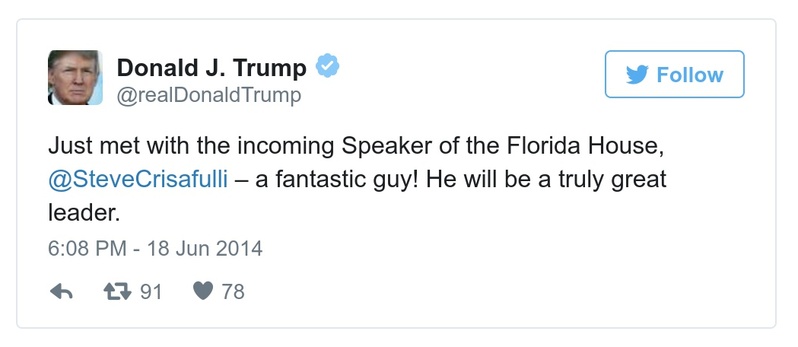 Donald J. Trump
@realDonaldTrump
Follow
Just met with the incoming Speaker of the Florida House,
@SteveCrisafulli – a fantastic guy! He will be a truly great
leader.
6:08 PM - 18 Jun 2014
91 78